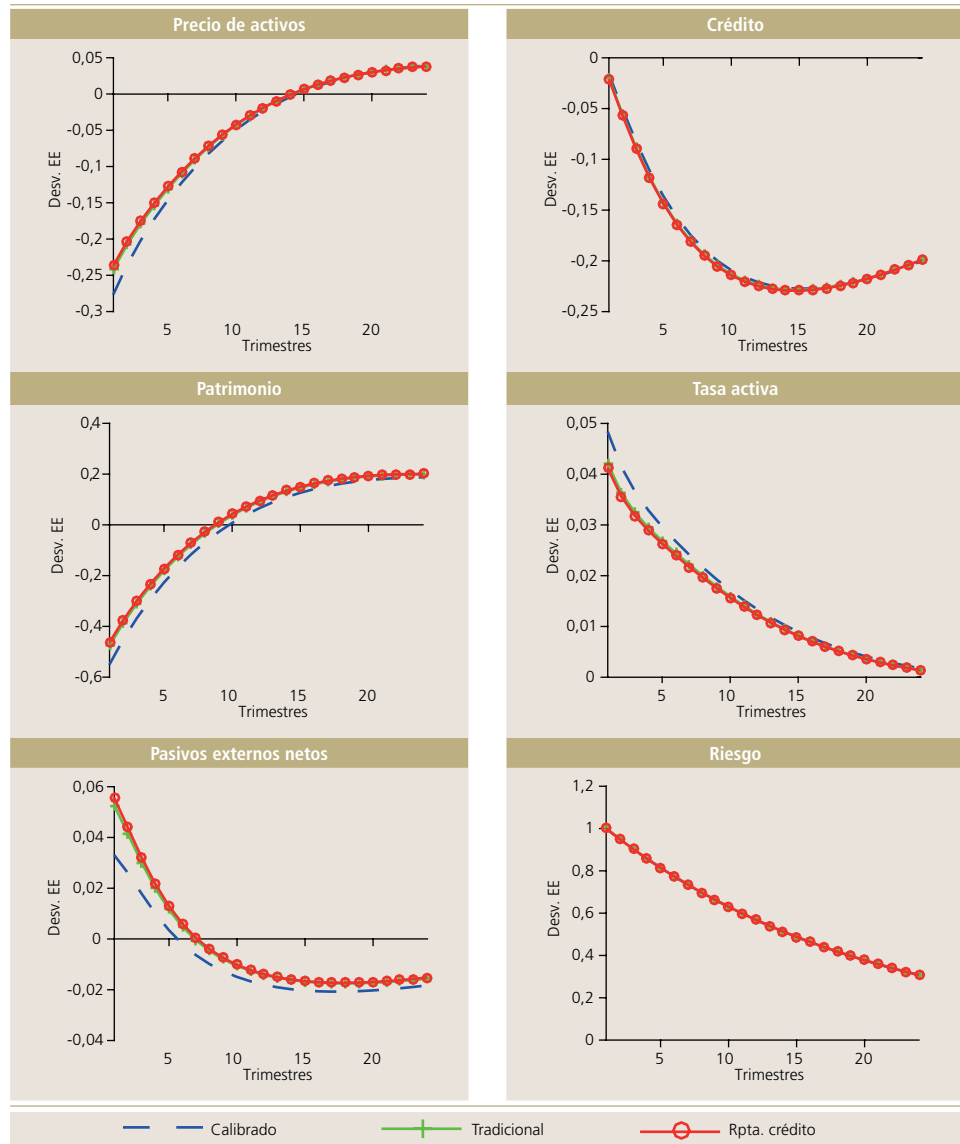 Precio de activos
Desv. EE
0,05
0
-0,05
-0,1
-0,15
-0,2
-0,25
-0,3
5 10 15 20
Trimestres
Crédito
Desv. EE
0
-0,05
-0,1
-0,15
-0,2
-0,25
5 10 15 20
Trimestres
Patrimonio
Desv. EE
0,4
0,2
0
-0,2
-0,4
-0,6
5 10 15 20
Trimestres
Tasa activa
Desv. EE
0,05
0,04
0,03
0,02
0,01
0
5 10 15 20
Trimestres
Pasivos externos netos
Desv. EE
0,06
0,04
0,02
0
-0,02
-0,04
5 10 15 20
Trimestres
Riesgo
Desv. EE
1,2
1
0,8
0,6
0,4
0,2
0
5 10 15 20
Trimestres
Calibrado Tradicional Rpta. crédito